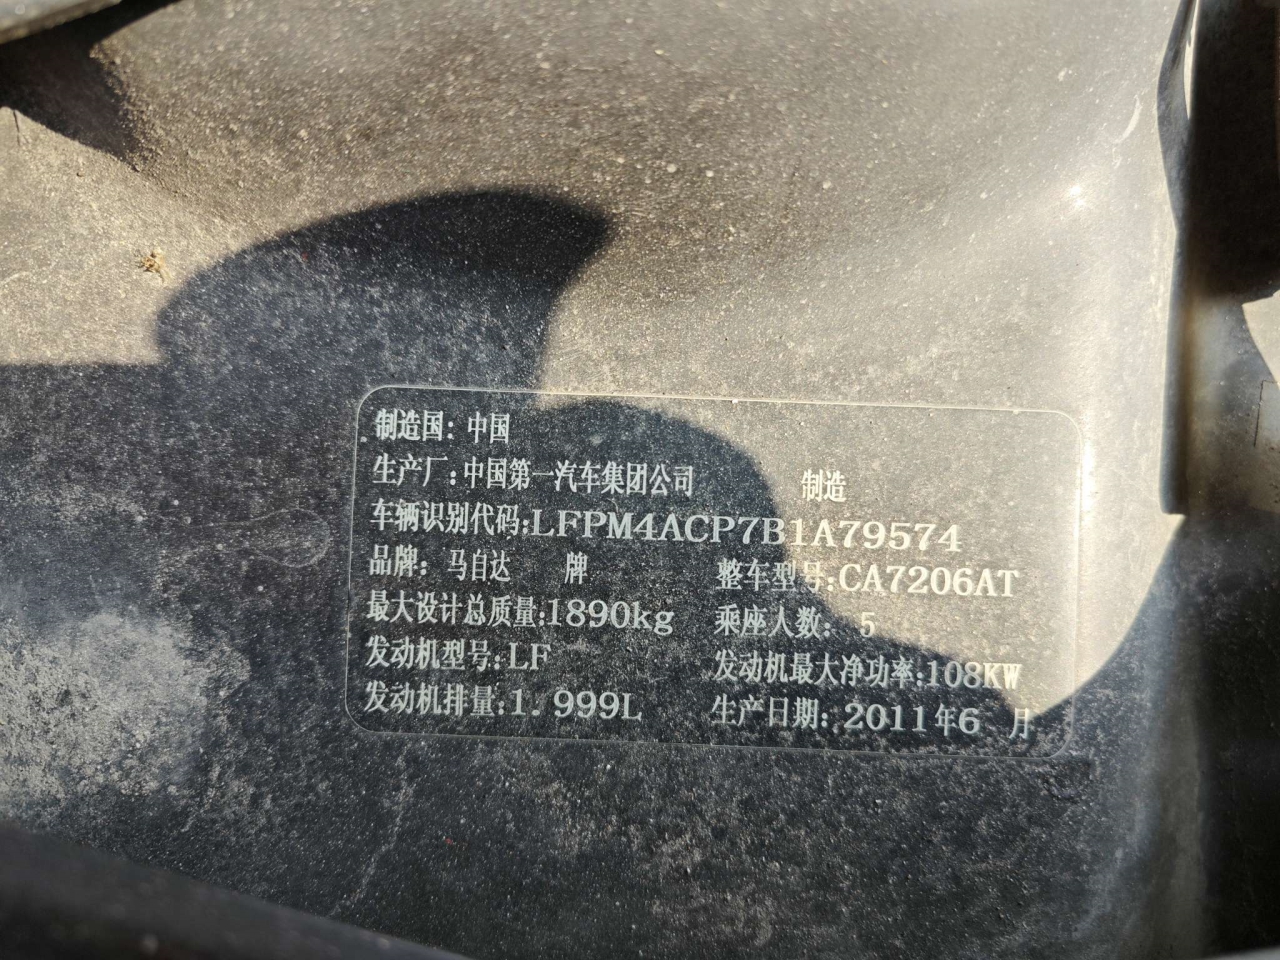 制造国: 中国
生产厂:中国第一汽车集团公司 制造
车辆识别代码:LFPM4ACP7B1A79574
品牌: 马自达 牌 整车型号:CA7206AT
最大设计总质量:1890kg 乘座人数: 5
发动机型号:LF 发动机最大净功率:108KW
发动机排量:1.999L 生产日期: 2011年6 月